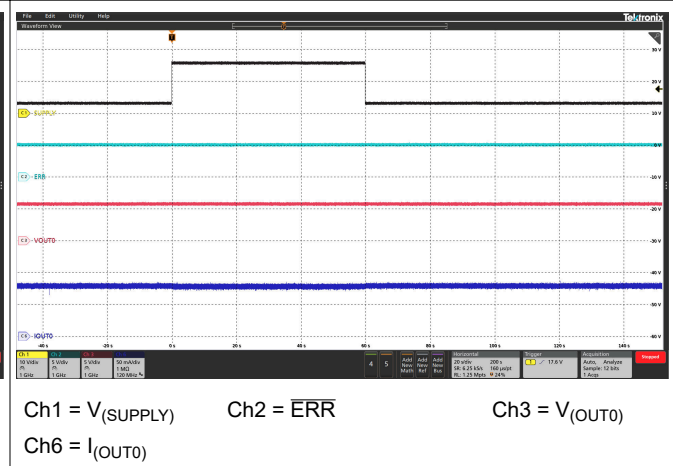 File Edit Utility Help
Tektronix
Waveform View
30 V
20 V
C1 SUPPLY
10 V
0 V
C2 ERR
-10 V
-20 V
C3 VOUT0
-30 V
-40 V
-50 V
C6 IOUT0
-60 V
-40 s -20 s 0 s 20 s 40 s 60 s 80 s 100 s 120 s 140 s
Ch 1 Ch 2 Ch 3
10 V/div 5 V/div 5 V/div 50 mA/div
1 MΩ
1 GHz 1 GHz 1 GHz 120 MHz
4 5
Add New Math
Add New Ref
Add New Bus
Horizontal
20 s/div 200 s
SR: 6.25 kS/s 160 µs/pt
RL: 1.25 Mpts 24%
Trigger
1 17.6 V
Acquisition
Auto, Analyze
Sample: 12 bits
1 Acqs
Stopped
Ch1 = V(SUPPLY) Ch2 = ERR Ch3 = V(OUT0)
Ch6 = I(OUT0)